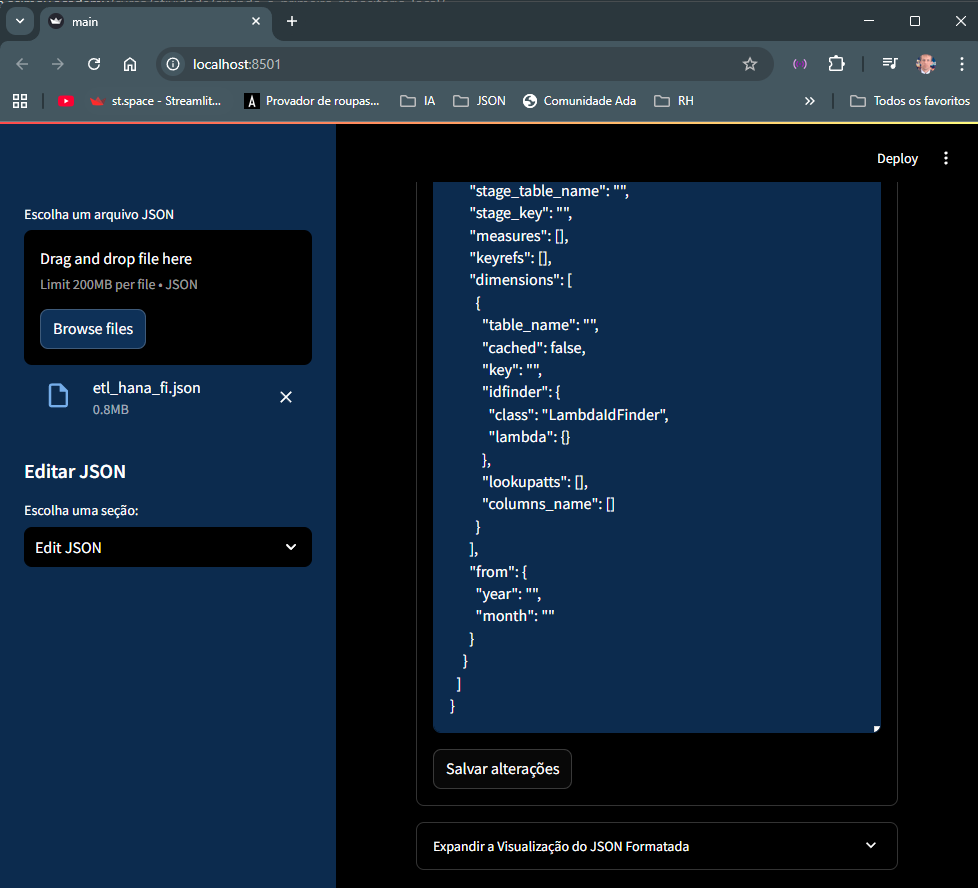 main
localhost:8501
st.space - Streamlit...
Provador de roupas...
IA
JSON
Comunidade Ada
RH
Todos os favoritos
Deploy
Escolha um arquivo JSON
Drag and drop file here
Limit 200MB per file • JSON
Browse files
etl_hana_fi.json
0.8MB
Editar JSON
Escolha uma seção:
Edit JSON
"stage_table_name": "",
"stage_key": "",
"measures": [],
"keyrefs": [],
"dimensions": [
{
"table_name": "",
"cached": false,
"key": "",
"idfinder": {
"class": "LambdaIdFinder",
"lambda": {}
},
"lookupatts": [],
"columns_name": []
}
],
"from": {
"year": "",
"month": ""
}
}
]
}
Salvar alterações
Expandir a Visualização do JSON Formatada